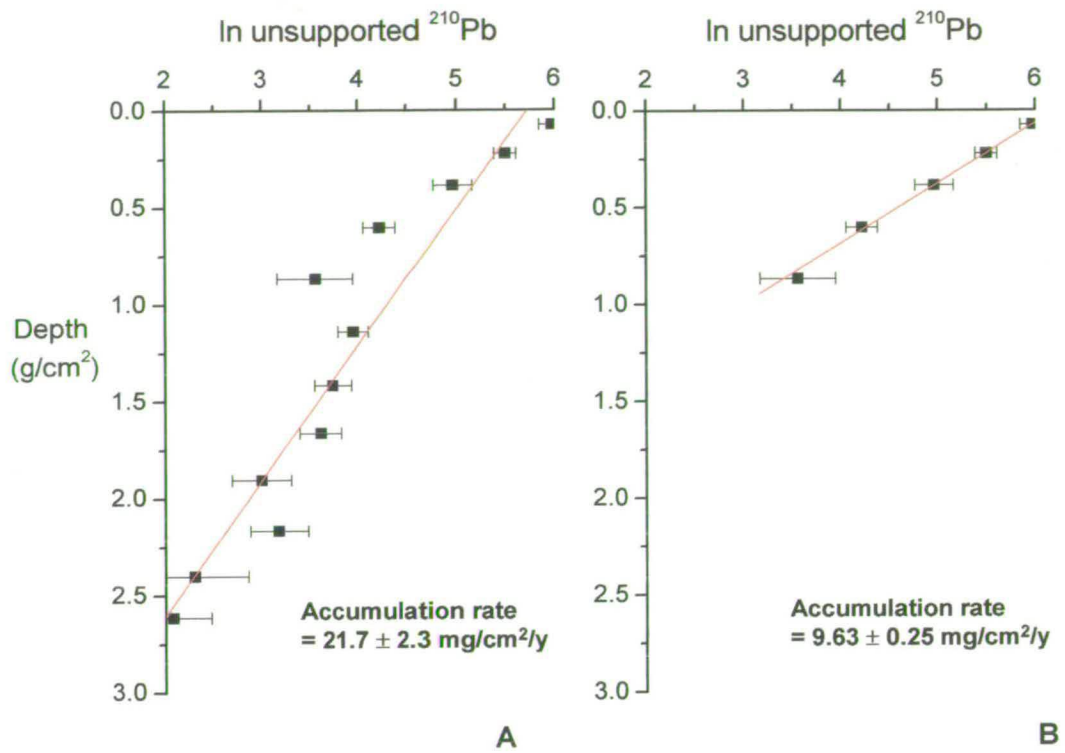 ln unsupported ²¹⁰Pb
2 3 4 5 6
0.0
0.5
1.0
1.5
2.0
2.5
3.0
Depth
(g/cm²)
Accumulation rate
= 21.7 ± 2.3 mg/cm²/y
A
ln unsupported ²¹⁰Pb
2 3 4 5 6
0.0
0.5
1.0
1.5
2.0
2.5
3.0
Accumulation rate
= 9.63 ± 0.25 mg/cm²/y
B